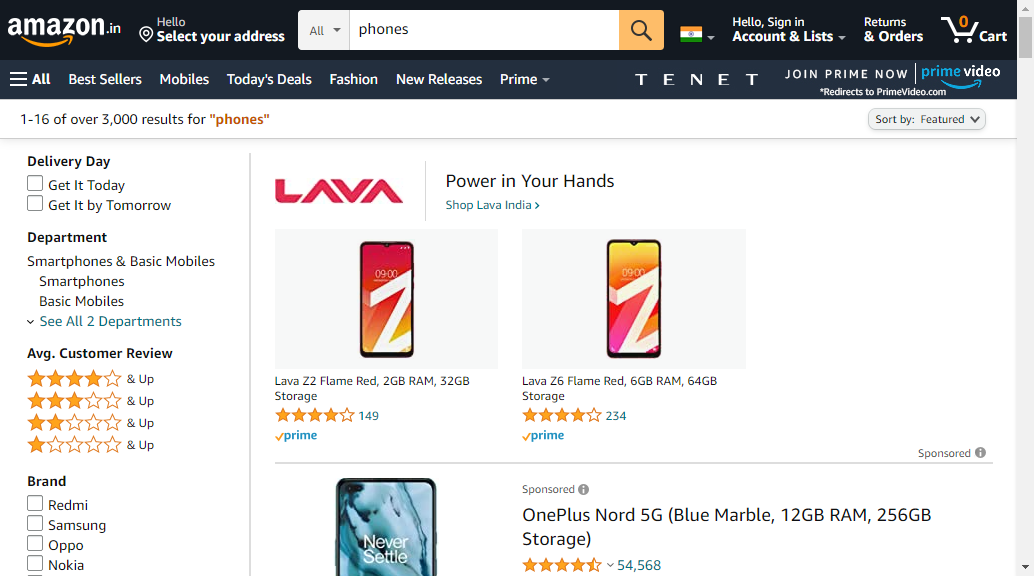 amazon.in
Hello
Select your address
All
phones
Hello, Sign in
Account & Lists
Returns
& Orders
0
Cart
All
Best Sellers
Mobiles
Today's Deals
Fashion
New Releases
Prime
TENET
JOIN PRIME NOW
*Redirects to PrimeVideo.com
prime video
1-16 of over 3,000 results for "phones"
Sort by: Featured
Delivery Day
Get It Today
Get It by Tomorrow
Department
Smartphones & Basic Mobiles
Smartphones
Basic Mobiles
See All 2 Departments
Avg. Customer Review
& Up
& Up
& Up
& Up
Brand
Redmi
Samsung
Oppo
Nokia
LAVA
Power in Your Hands
Shop Lava India ›
09:00
Lava Z2 Flame Red, 2GB RAM, 32GB
Storage
149
prime
09:00
Lava Z6 Flame Red, 6GB RAM, 64GB
Storage
234
prime
Sponsored
Never
Settle
Sponsored
OnePlus Nord 5G (Blue Marble, 12GB RAM, 256GB
Storage)
54,568